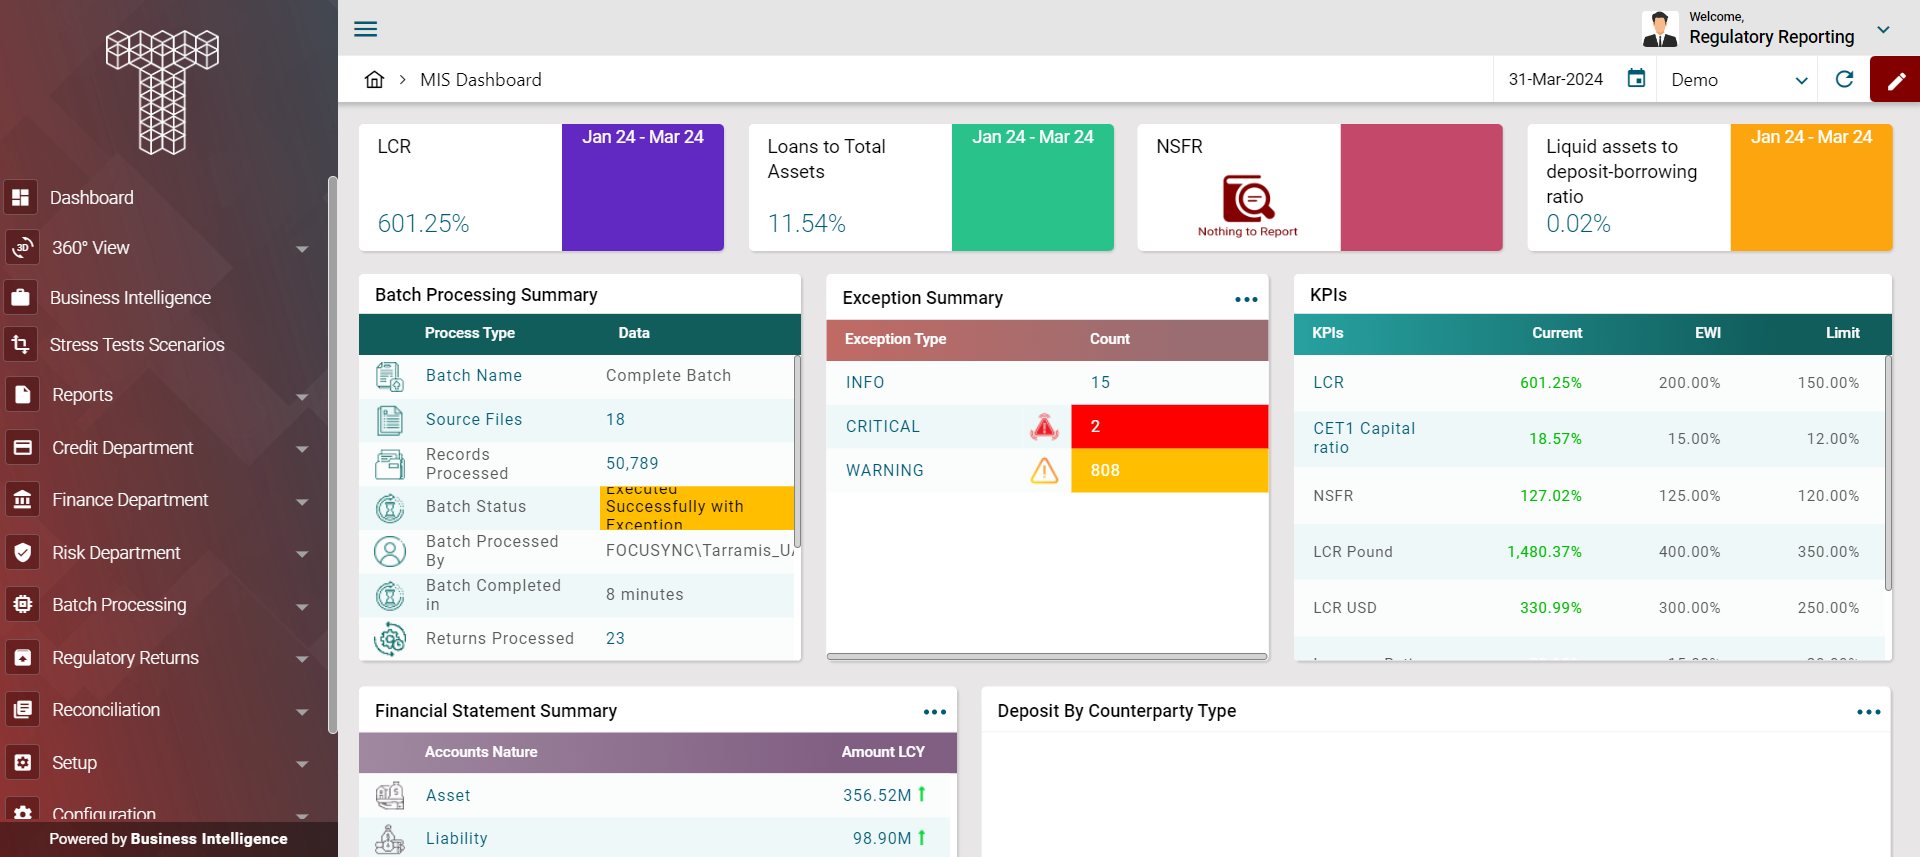 Welcome,
Regulatory Reporting
MIS Dashboard
31-Mar-2024
Demo
Dashboard
3D
360° View
Business Intelligence
Stress Tests Scenarios
Reports
Credit Department
Finance Department
Risk Department
Batch Processing
Regulatory Returns
Reconciliation
Setup
Configuration
Powered by Business Intelligence
LCR
601.25%
Jan 24 - Mar 24
Loans to Total
Assets
11.54%
Jan 24 - Mar 24
NSFR
Nothing to Report
Liquid assets to
deposit-borrowing
ratio
0.02%
Jan 24 - Mar 24
Batch Processing Summary
Process Type Data
Batch Name Complete Batch
Source Files 18
Records
Processed
50,789
Batch Status
Executed
Successfully with
Exception
Batch Processed
By
FOCUSYNC\Tarramis_U
Batch Completed
in
8 minutes
Returns Processed 23
Exception Summary
Exception Type Count
INFO 15
CRITICAL 2
WARNING 808
KPIs
KPIs Current EWI Limit
LCR 601.25% 200.00% 150.00%
CET1 Capital
ratio
18.57% 15.00% 12.00%
NSFR 127.02% 125.00% 120.00%
LCR Pound 1,480.37% 400.00% 350.00%
LCR USD 330.99% 300.00% 250.00%
Financial Statement Summary
Accounts Nature Amount LCY
Asset 356.52M
Liability 98.90M
Deposit By Counterparty Type